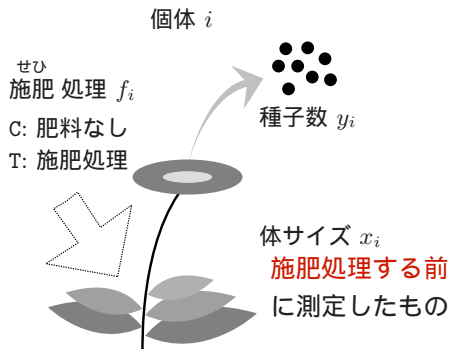 個体 i
せひ
施肥 処理 f_i
C: 肥料なし
T: 施肥処理
種子数 y_i
体サイズ x_i
施肥処理する前
に測定したもの